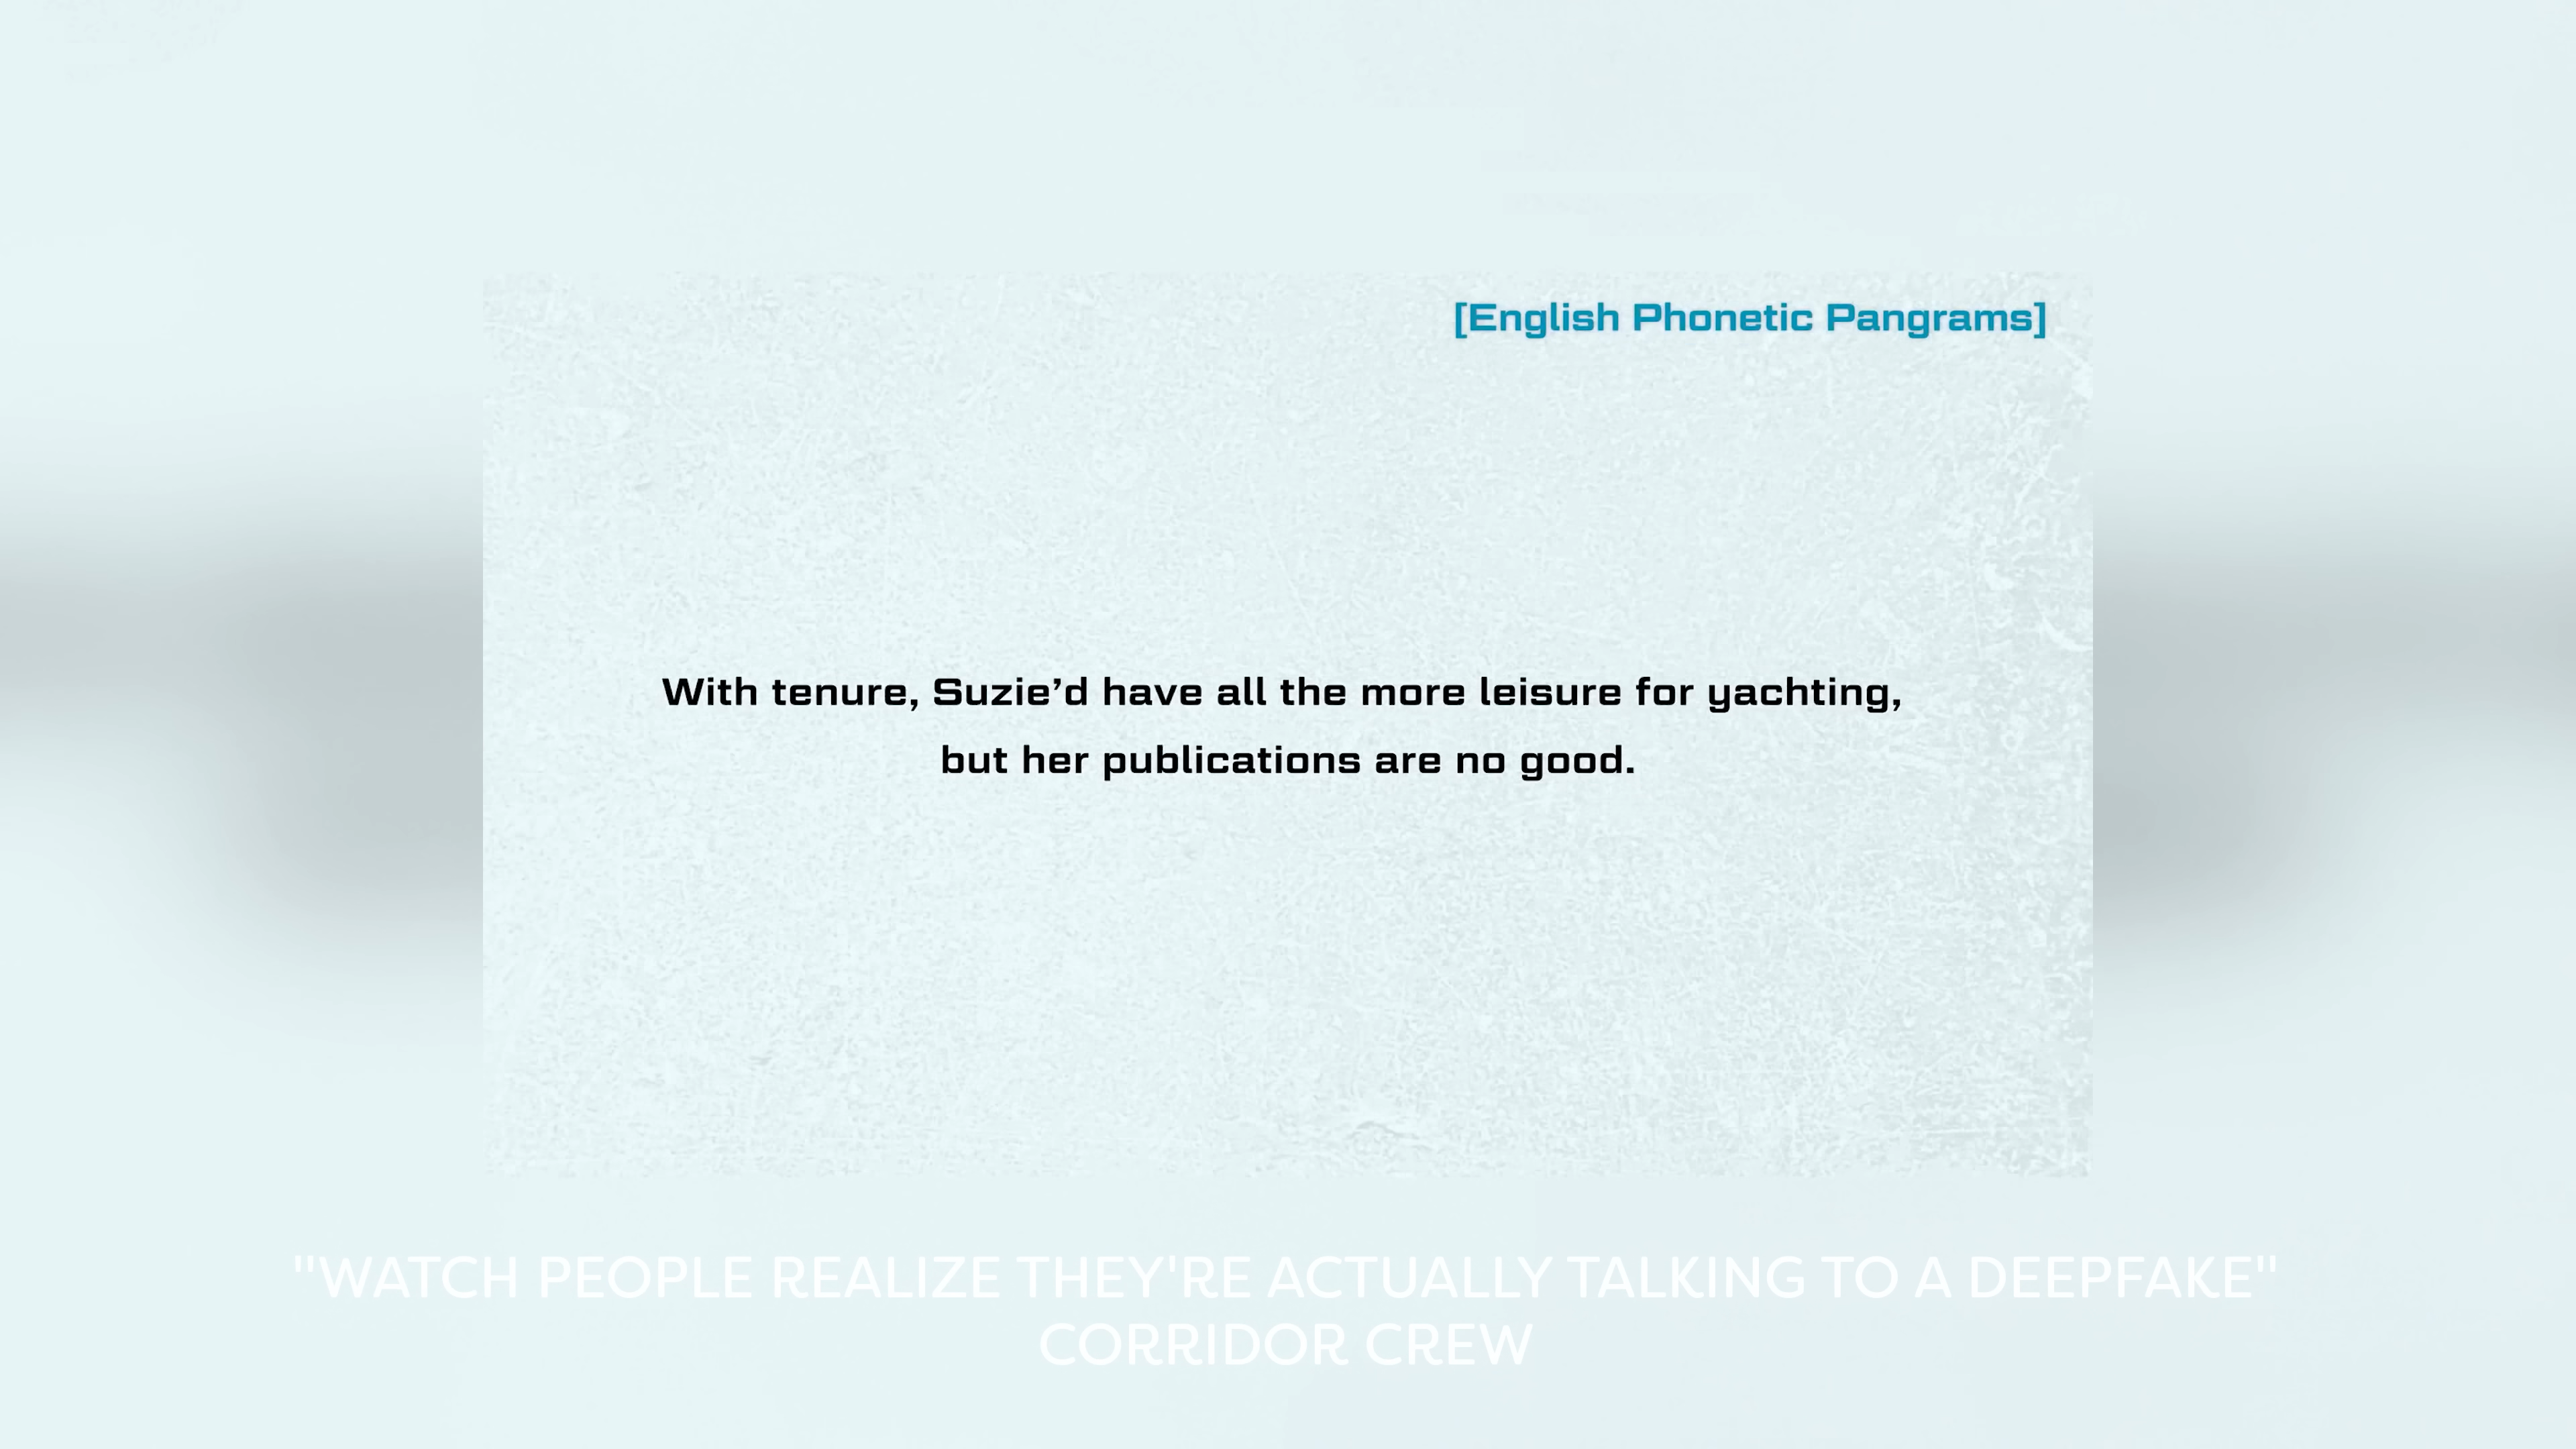 [English Phonetic Pangrams]
With tenure, Suzie’d have all the more leisure for yachting,
but her publications are no good.
"WATCH PEOPLE REALIZE THEY'RE ACTUALLY TALKING TO A DEEPFAKE"
CORRIDOR CREW